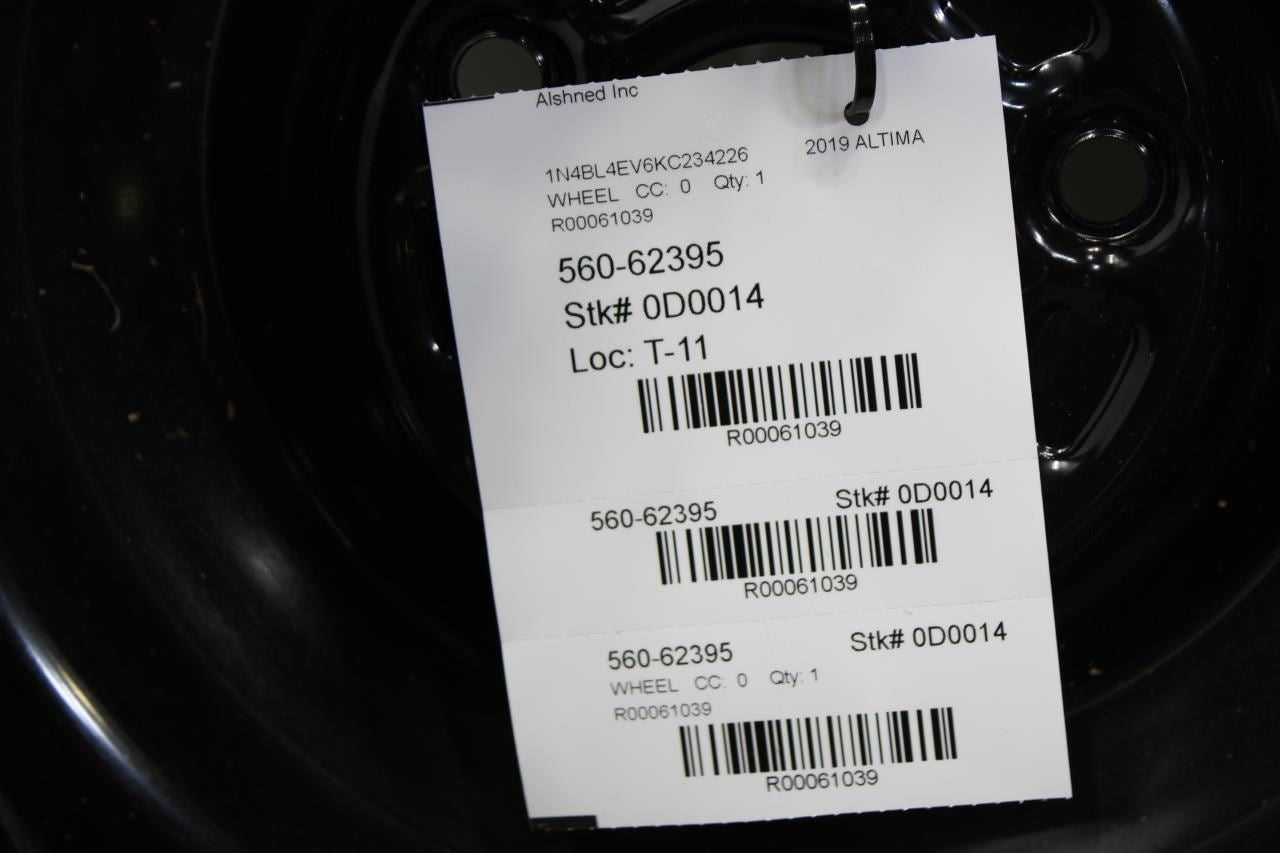 Alshned Inc
1N4BL4EV6KC234226 2019 ALTIMA
WHEEL CC: 0 Qty: 1
R00061039
560-62395
Stk# 0D0014
Loc: T-11
R00061039
560-62395 Stk# 0D0014
R00061039
560-62395 Stk# 0D0014
WHEEL CC: 0 Qty: 1
R00061039
R00061039